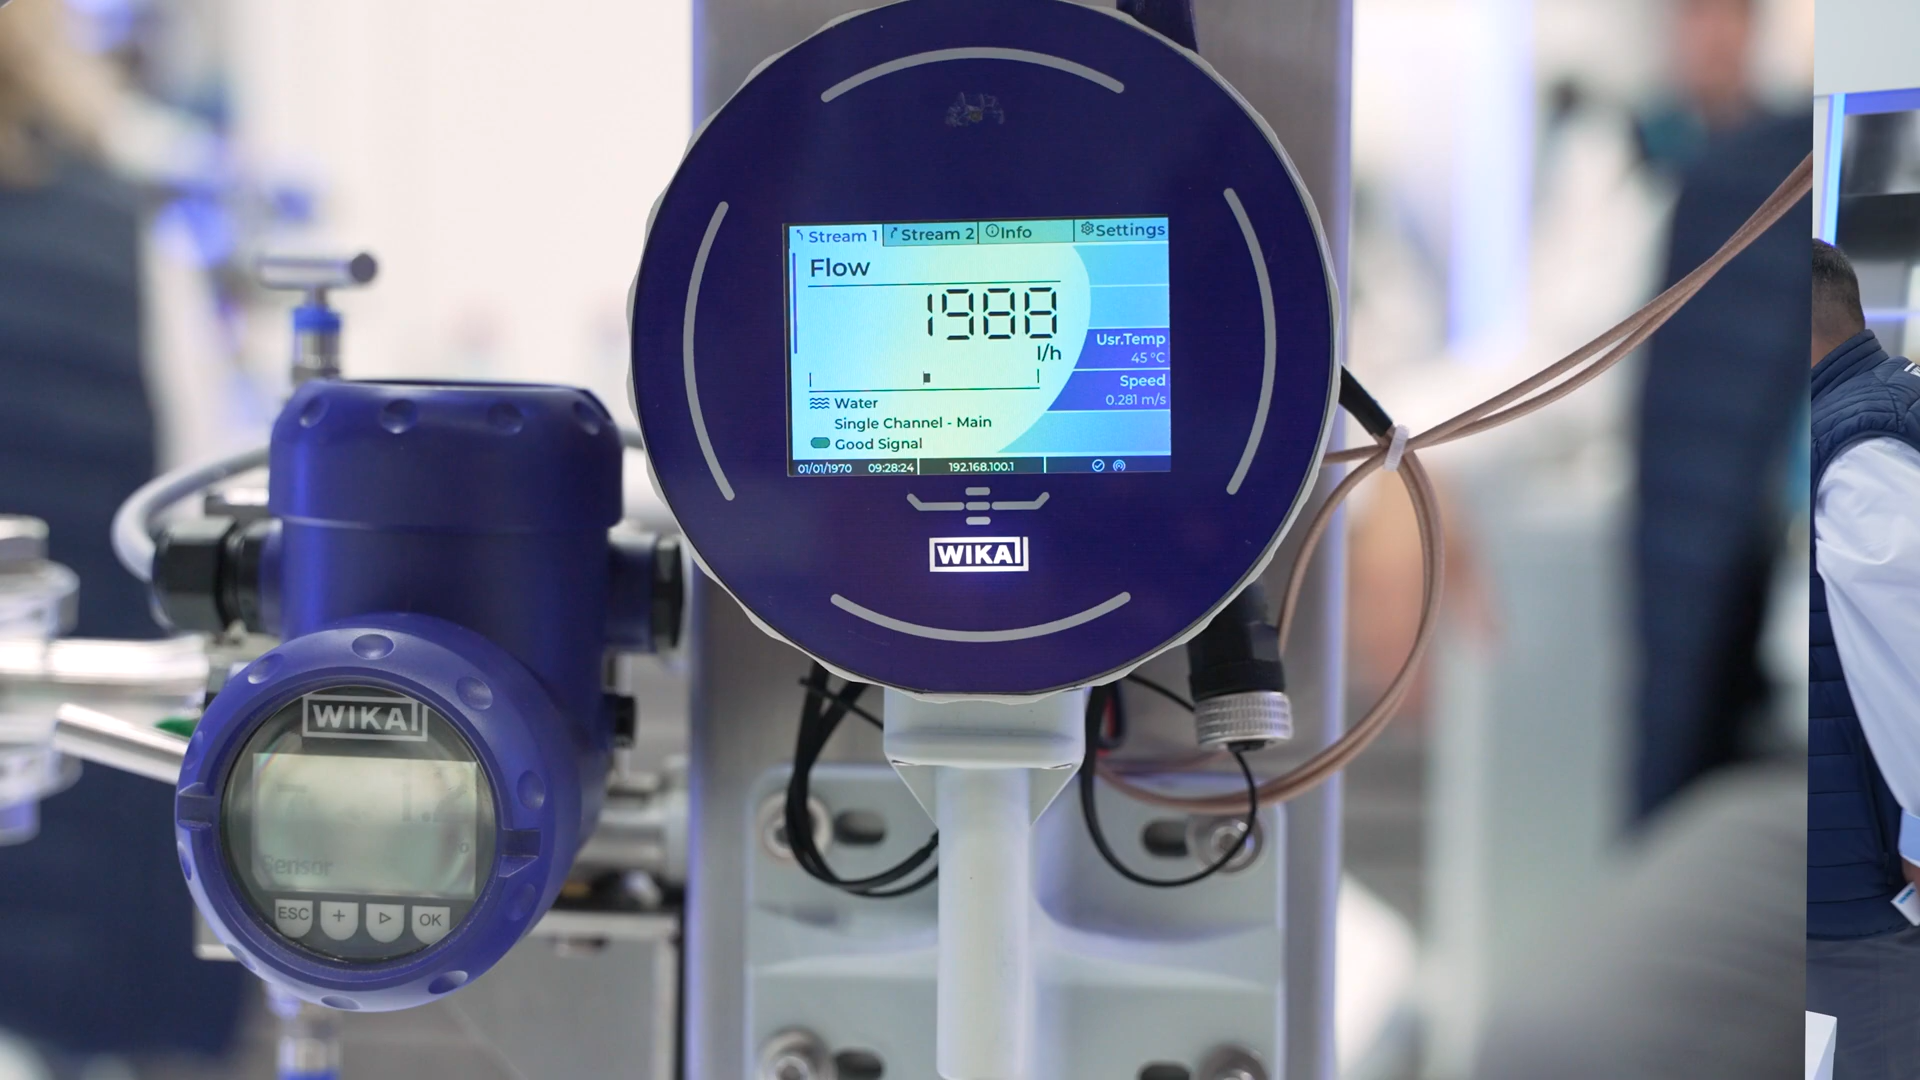 Stream 1
Stream 2
Info
Settings
Flow
1988
l/h
Usr.Temp
45 °C
Speed
0.281 m/s
Water
Single Channel - Main
Good Signal
01/01/1970 09:28:24 192.168.100.1
WIKA
WIKA
Sensor
ESC + ▷ OK